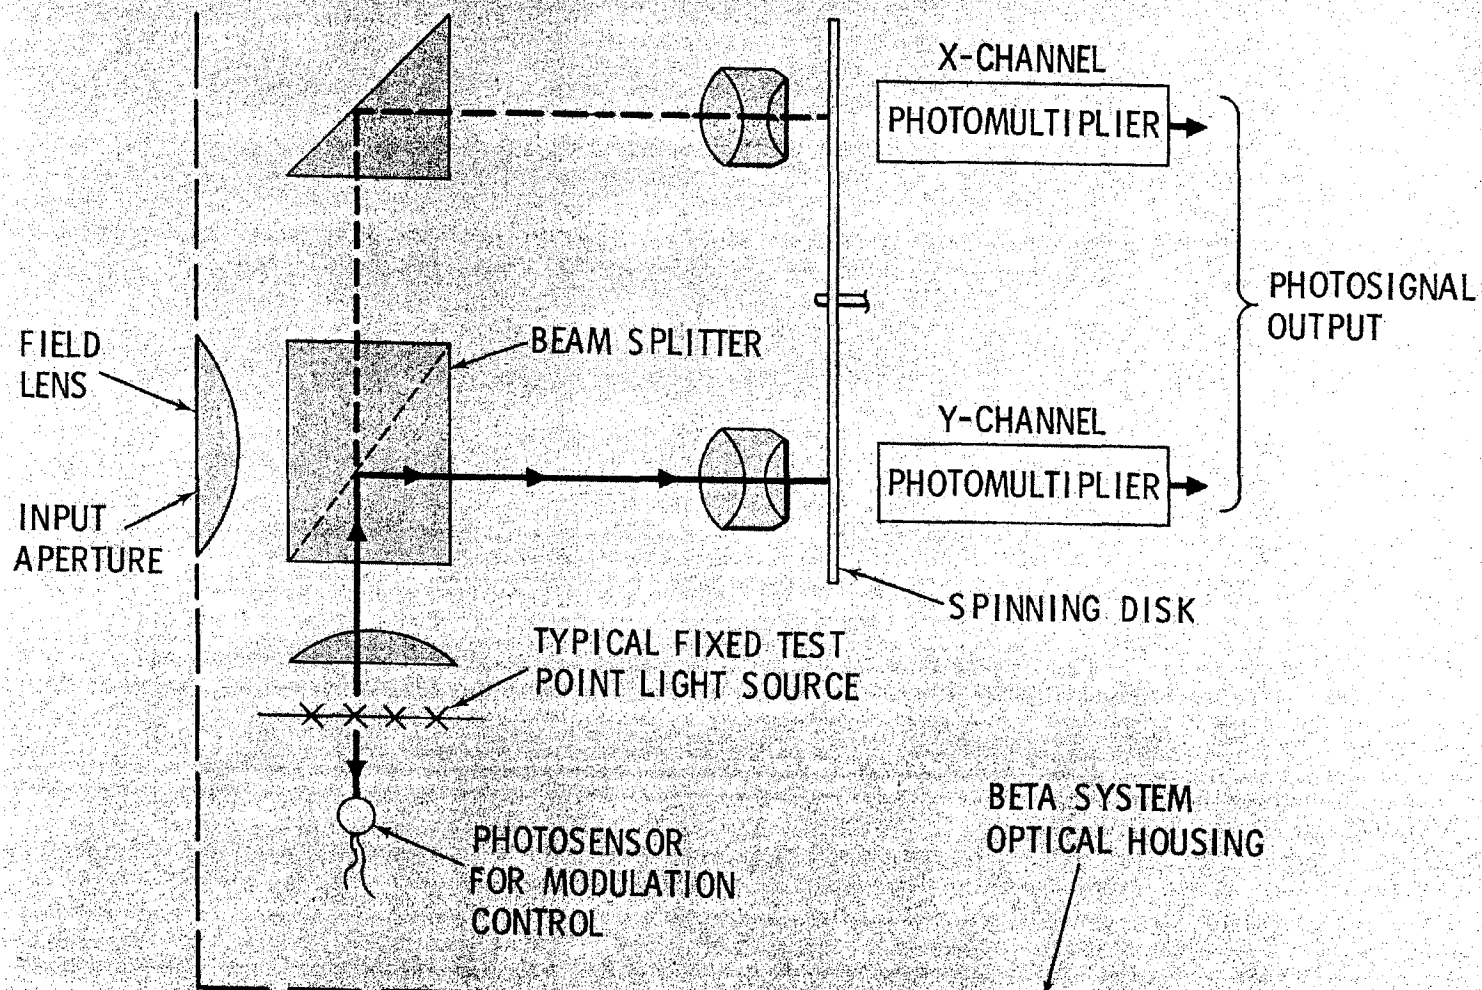 X-CHANNEL
PHOTOMULTIPLIER
PHOTOSIGNAL
OUTPUT
FIELD
LENS
BEAM SPLITTER
Y-CHANNEL
PHOTOMULTIPLIER
INPUT
APERTURE
SPINNING DISK
TYPICAL FIXED TEST
POINT LIGHT SOURCE
BETA SYSTEM
OPTICAL HOUSING
PHOTOSENSOR
FOR MODULATION
CONTROL